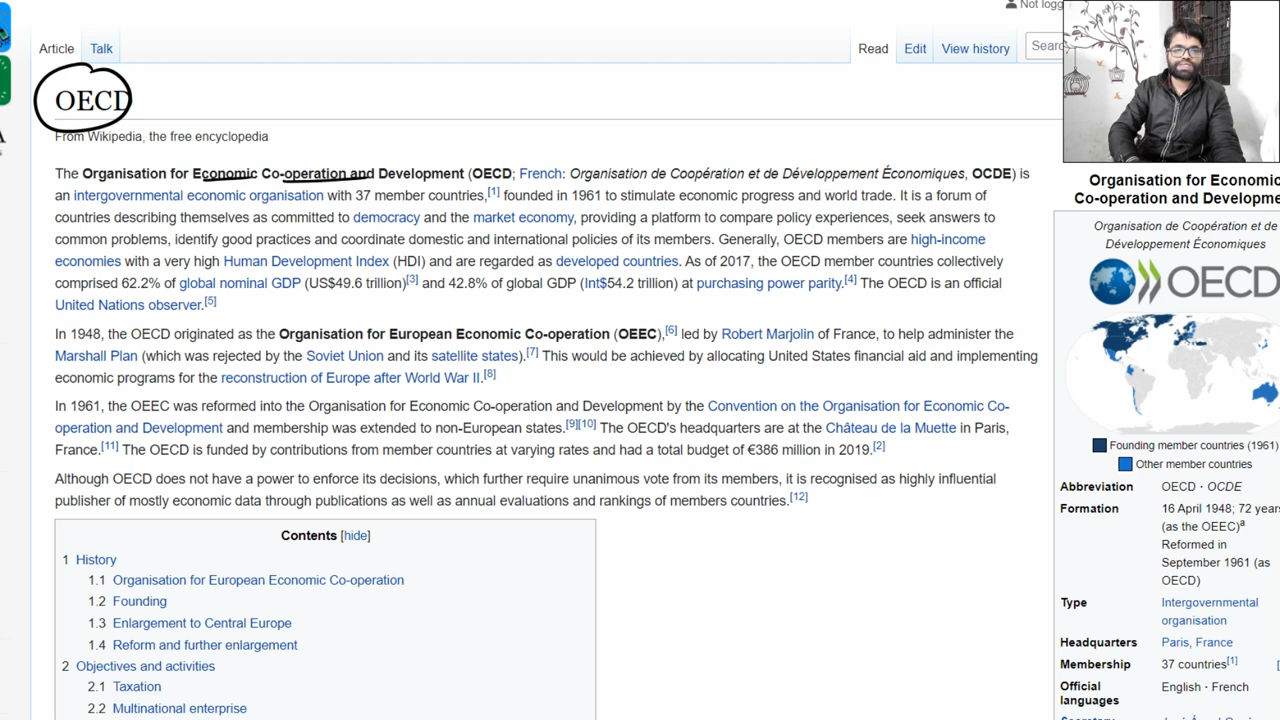 Not logg
Article Talk Read Edit View history Sear
OECD
From Wikipedia, the free encyclopedia
The Organisation for Economic Co-operation and Development (OECD; French: Organisation de Coopération et de Développement Économiques, OCDE) is
an intergovernmental economic organisation with 37 member countries,[1] founded in 1961 to stimulate economic progress and world trade. It is a forum of
countries describing themselves as committed to democracy and the market economy, providing a platform to compare policy experiences, seek answers to
common problems, identify good practices and coordinate domestic and international policies of its members. Generally, OECD members are high-income
economies with a very high Human Development Index (HDI) and are regarded as developed countries. As of 2017, the OECD member countries collectively
comprised 62.2% of global nominal GDP (US$49.6 trillion)[3] and 42.8% of global GDP (Int$54.2 trillion) at purchasing power parity.[4] The OECD is an official
United Nations observer.[5]
In 1948, the OECD originated as the Organisation for European Economic Co-operation (OEEC),[6] led by Robert Marjolin of France, to help administer the
Marshall Plan (which was rejected by the Soviet Union and its satellite states).[7] This would be achieved by allocating United States financial aid and implementing
economic programs for the reconstruction of Europe after World War II.[8]
In 1961, the OEEC was reformed into the Organisation for Economic Co-operation and Development by the Convention on the Organisation for Economic Co-
operation and Development and membership was extended to non-European states.[9][10] The OECD's headquarters are at the Château de la Muette in Paris,
France.[11] The OECD is funded by contributions from member countries at varying rates and had a total budget of €386 million in 2019.[2]
Although OECD does not have a power to enforce its decisions, which further require unanimous vote from its members, it is recognised as highly influential
publisher of mostly economic data through publications as well as annual evaluations and rankings of members countries.[12]
Contents [hide]
1 History
1.1 Organisation for European Economic Co-operation
1.2 Founding
1.3 Enlargement to Central Europe
1.4 Reform and further enlargement
2 Objectives and activities
2.1 Taxation
2.2 Multinational enterprise
Organisation for Economic
Co-operation and Developme
Organisation de Coopération et de
Développement Économiques
OECD
Founding member countries (1961)
Other member countries
Abbreviation OECD · OCDE
Formation 16 April 1948; 72 years
(as the OEEC)a
Reformed in
September 1961 (as
OECD)
Type Intergovernmental
organisation
Headquarters Paris, France
Membership 37 countries[1]
Official English · French
languages